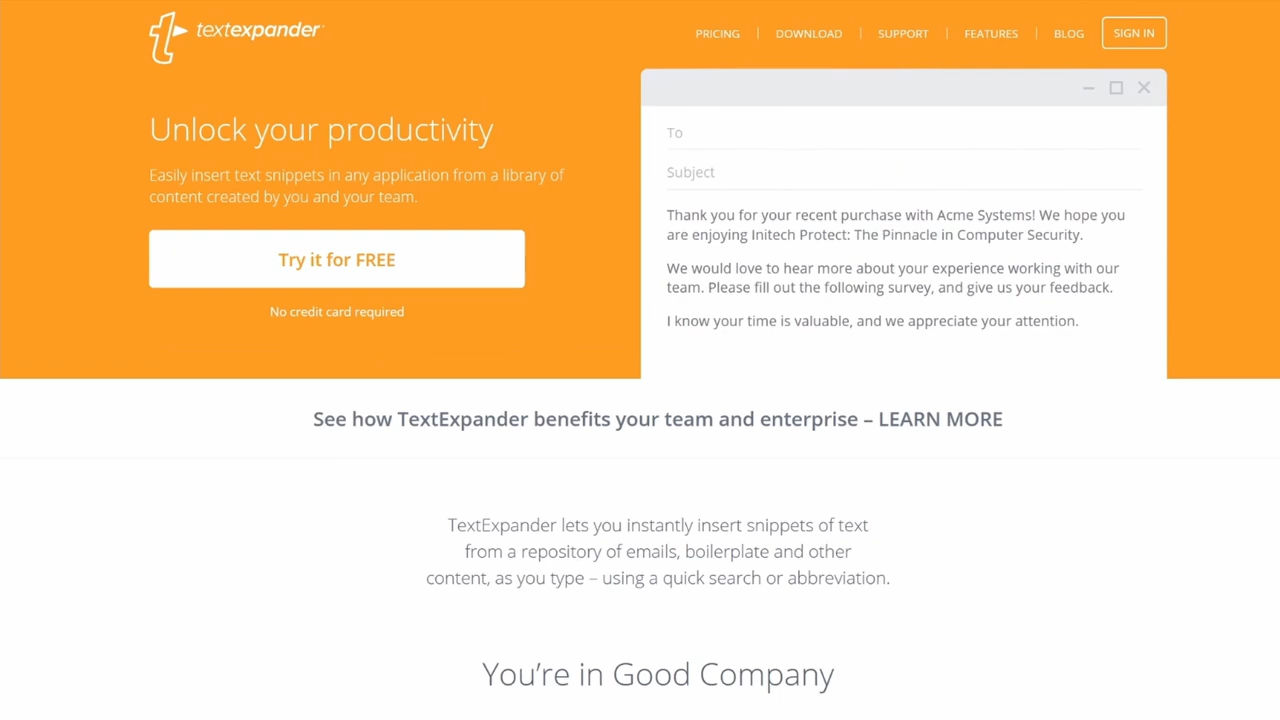 textexpander
PRICING | DOWNLOAD | SUPPORT | FEATURES | BLOG SIGN IN
Unlock your productivity
Easily insert text snippets in any application from a library of
content created by you and your team.
Try it for FREE
No credit card required
To
Subject
Thank you for your recent purchase with Acme Systems! We hope you
are enjoying Initech Protect: The Pinnacle in Computer Security.
We would love to hear more about your experience working with our
team. Please fill out the following survey, and give us your feedback.
I know your time is valuable, and we appreciate your attention.
See how TextExpander benefits your team and enterprise – LEARN MORE
TextExpander lets you instantly insert snippets of text
from a repository of emails, boilerplate and other
content, as you type – using a quick search or abbreviation.
You’re in Good Company